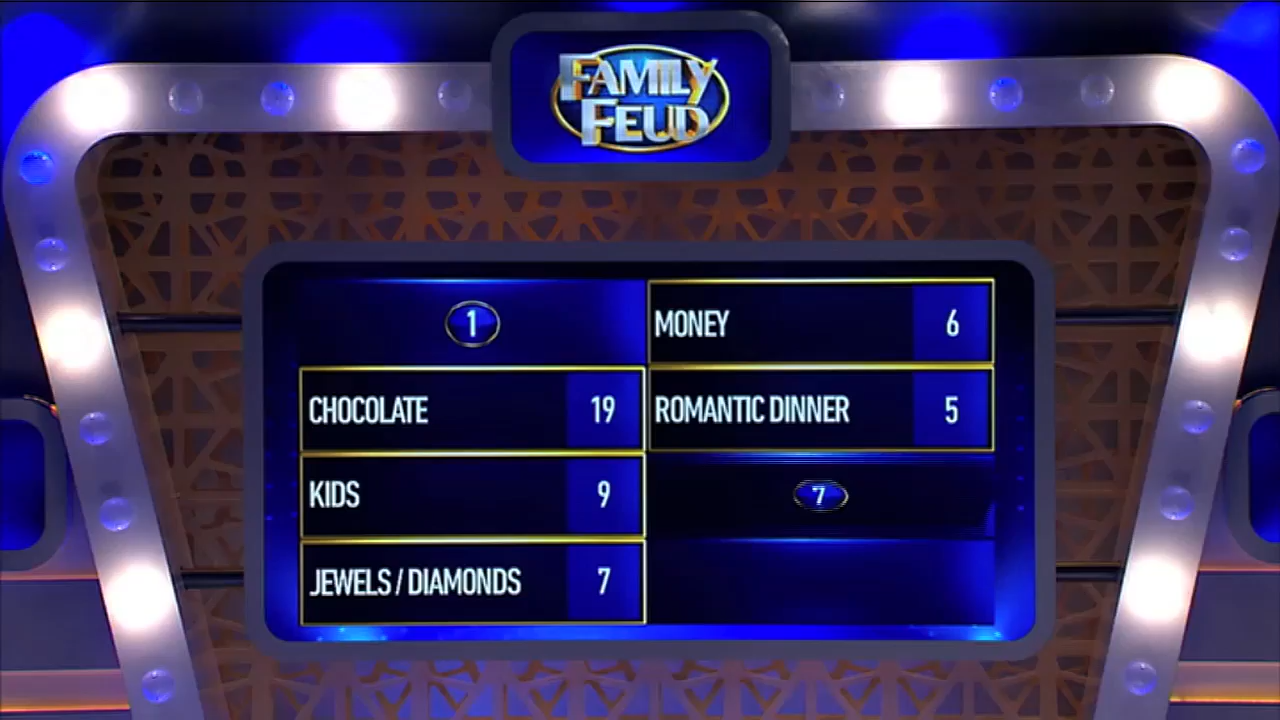 FAMILY
FEUD
1
CHOCOLATE 19
KIDS 9
JEWELS / DIAMONDS 7
MONEY 6
ROMANTIC DINNER 5
7